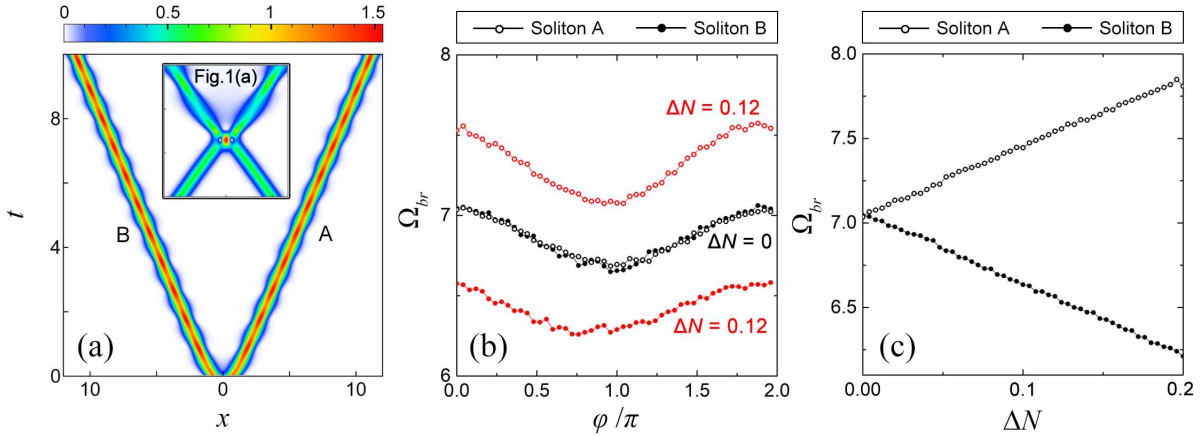 0 0.5 1 1.5
Fig.1(a)
B
A
(a)
t
0 4 8
10 0 10
x
Soliton A Soliton B
ΔN = 0.12
ΔN = 0
ΔN = 0.12
(b)
Ω_br
6 7 8
0.0 0.5 1.0 1.5 2.0
φ /π
Soliton A Soliton B
(c)
Ω_br
6.5 7.0 7.5 8.0
0.00 0.1 0.2
ΔN